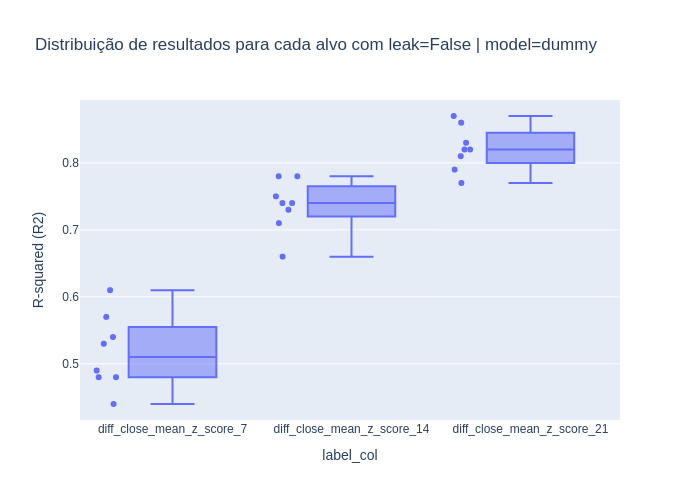 Distribuição de resultados para cada alvo com leak=False | model=dummy
0.8
0.7
0.6
0.5
R-squared (R2)
diff_close_mean_z_score_7
diff_close_mean_z_score_14
diff_close_mean_z_score_21
label_col